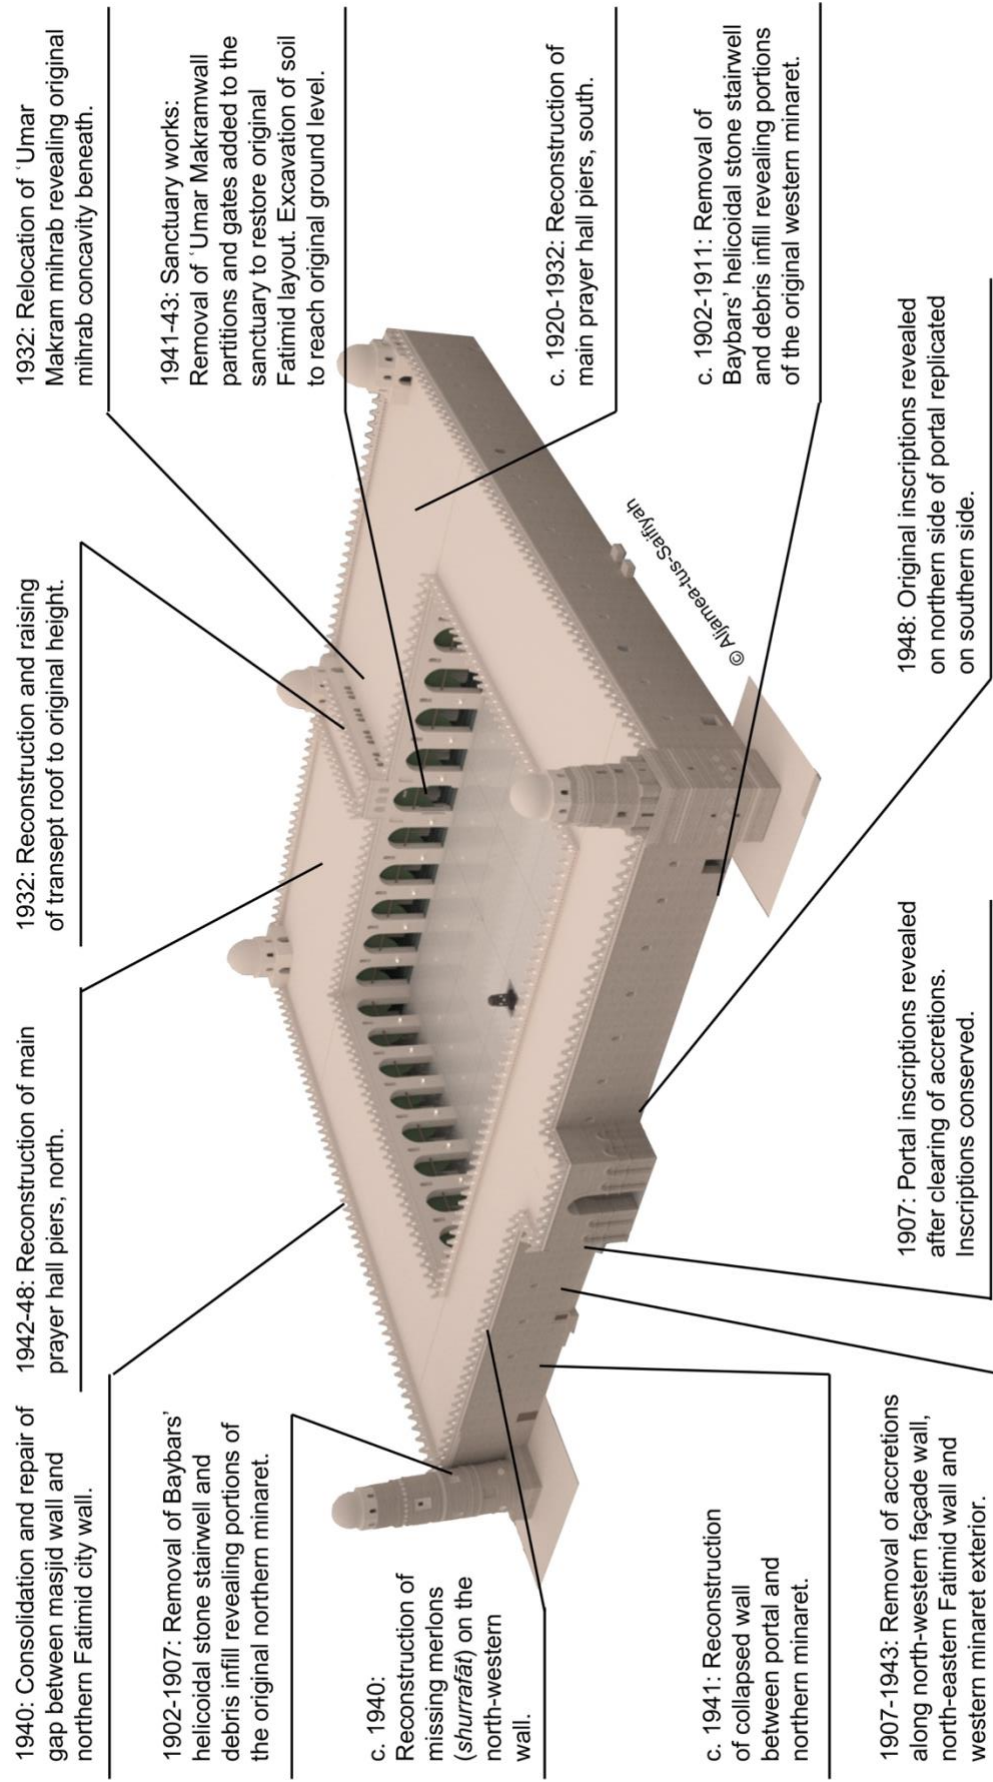 1940: Consolidation and repair of
gap between masjid wall and
northern Fatimid city wall.
1942-48: Reconstruction of main
prayer hall piers, north.
1932: Reconstruction and raising
of transept roof to original height.
1932: Relocation of ʿUmar
Makram mihrab revealing original
mihrab concavity beneath.
1902-1907: Removal of Baybars’
helicoidal stone stairwell and
debris infill revealing portions of
the original northern minaret.
1941-43: Sanctuary works:
Removal of ʿUmar Makramwall
partitions and gates added to the
sanctuary to restore original
Fatimid layout. Excavation of soil
to reach original ground level.
c. 1940:
Reconstruction of
missing merlons
(shurrafāt) on the
north-western
wall.
c. 1920-1932: Reconstruction of
main prayer hall piers, south.
© Aljamea-tus-Saifiyah
c. 1941: Reconstruction
of collapsed wall
between portal and
northern minaret.
c. 1902-1911: Removal of
Baybars’ helicoidal stone stairwell
and debris infill revealing portions
of the original western minaret.
1907-1943: Removal of accretions
along north-western façade wall,
north-eastern Fatimid wall and
western minaret exterior.
1907: Portal inscriptions revealed
after clearing of accretions.
Inscriptions conserved.
1948: Original inscriptions revealed
on northern side of portal replicated
on southern side.